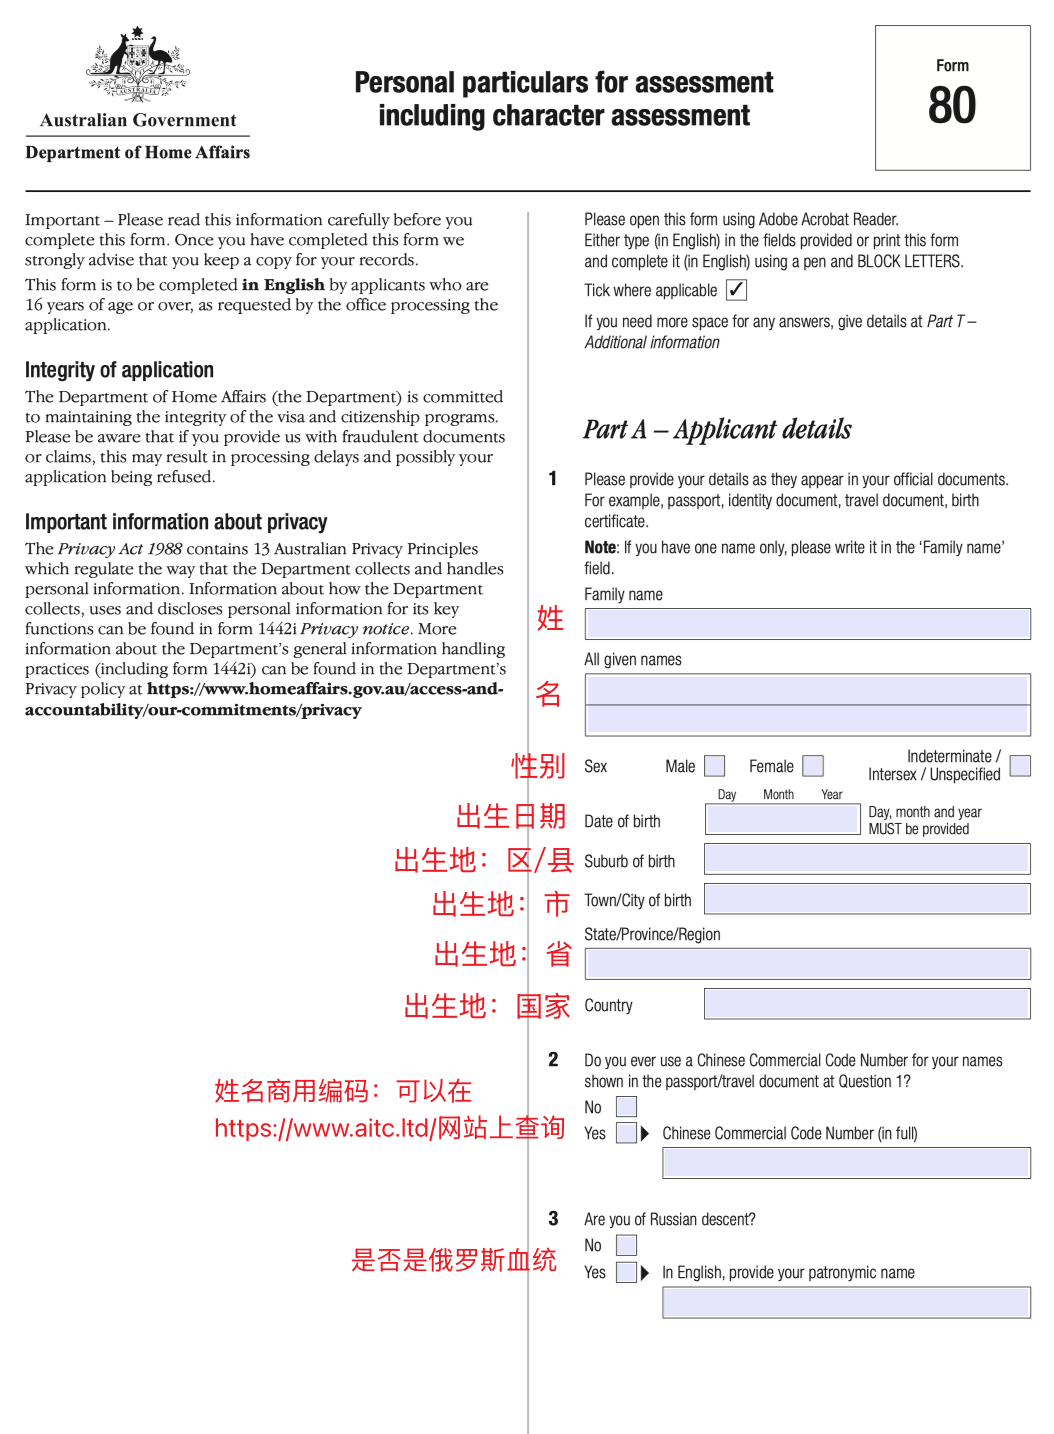 Australian Government
Department of Home Affairs
Personal particulars for assessment
including character assessment
Form
80
Important – Please read this information carefully before you
complete this form. Once you have completed this form we
strongly advise that you keep a copy for your records.
This form is to be completed in English by applicants who are
16 years of age or over, as requested by the office processing the
application.
Integrity of application
The Department of Home Affairs (the Department) is committed
to maintaining the integrity of the visa and citizenship programs.
Please be aware that if you provide us with fraudulent documents
or claims, this may result in processing delays and possibly your
application being refused.
Important information about privacy
The Privacy Act 1988 contains 13 Australian Privacy Principles
which regulate the way that the Department collects and handles
personal information. Information about how the Department
collects, uses and discloses personal information for its key
functions can be found in form 1442i Privacy notice. More
information about the Department's general information handling
practices (including form 1442i) can be found in the Department's
Privacy policy at https://www.homeaffairs.gov.au/access-and-
accountability/our-commitments/privacy
Please open this form using Adobe Acrobat Reader.
Either type (in English) in the fields provided or print this form
and complete it (in English) using a pen and BLOCK LETTERS.
Tick where applicable ✓
If you need more space for any answers, give details at Part T –
Additional information
Part A – Applicant details
1 Please provide your details as they appear in your official documents.
For example, passport, identity document, travel document, birth
certificate.
Note: If you have one name only, please write it in the 'Family name'
field.
Family name
姓
All given names
名
性别 Sex Male Female Indeterminate /
Intersex / Unspecified
Day Month Year
出生日期 Date of birth Day, month and year
MUST be provided
出生地：区/县 Suburb of birth
出生地：市 Town/City of birth
State/Province/Region
出生地：省
出生地：国家 Country
2 Do you ever use a Chinese Commercial Code Number for your names
shown in the passport/travel document at Question 1?
姓名商用编码：可以在
https://www.aitc.ltd/网站上查询
No
Yes Chinese Commercial Code Number (in full)
3 Are you of Russian descent?
No
是否是俄罗斯血统
Yes In English, provide your patronymic name